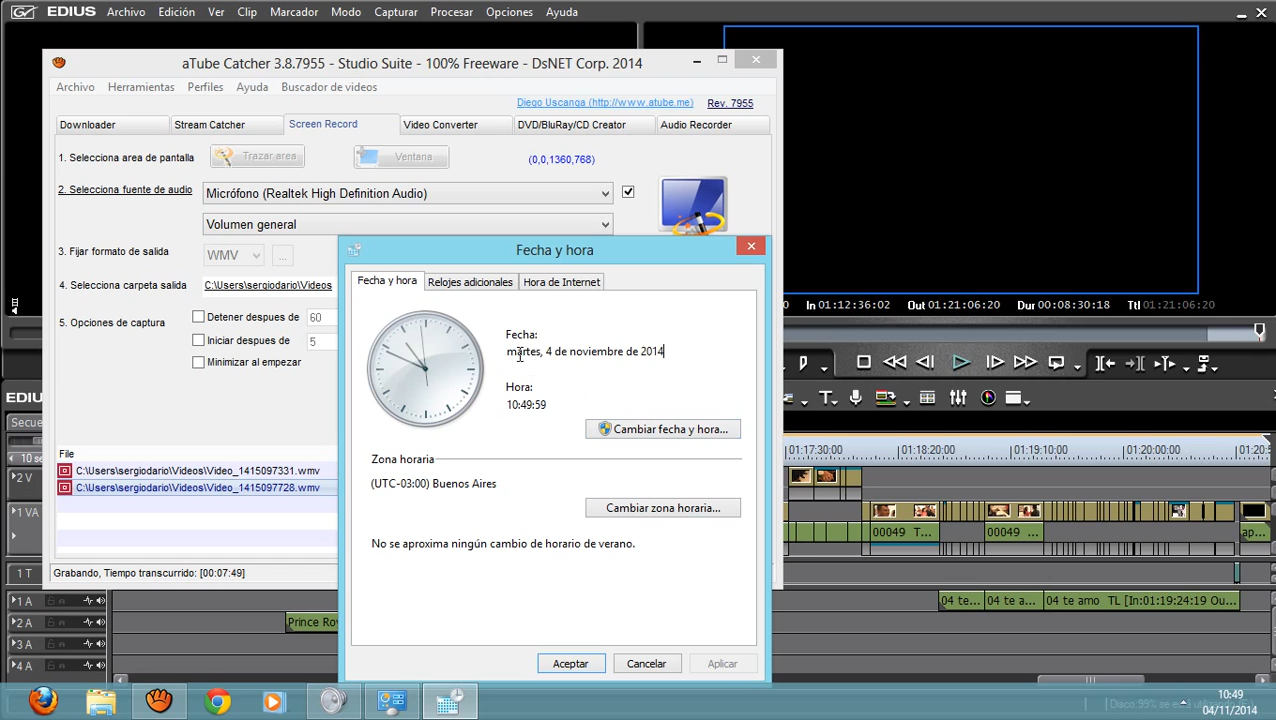 EDIUS Archivo Edición Ver Clip Marcador Modo Capturar Procesar Opciones Ayuda
aTube Catcher 3.8.7955 - Studio Suite - 100% Freeware - DsNET Corp. 2014
Archivo Herramientas Perfiles Ayuda Buscador de videos
Diego Uscanga (http://www.atube.me) Rev. 7955
Downloader Stream Catcher Screen Record Video Converter DVD/BluRay/CD Creator Audio Recorder
1. Selecciona area de pantalla Trazar area Ventana (0,0,1360,768)
2. Selecciona fuente de audio Micrófono (Realtek High Definition Audio)
Volumen general
3. Fijar formato de salida WMV ...
4. Selecciona carpeta salida C:\Users\sergiodario\Videos
5. Opciones de captura Detener despues de 60
Iniciar despues de 5
Minimizar al empezar
File
C:\Users\sergiodario\Videos\Video_1415097331.wmv
C:\Users\sergiodario\Videos\Video_1415097728.wmv
Grabando, Tiempo transcurrido: [00:07:49]
Fecha y hora
Fecha y hora Relojes adicionales Hora de Internet
Fecha:
martes, 4 de noviembre de 2014
Hora:
10:49:59
Cambiar fecha y hora...
Zona horaria
(UTC-03:00) Buenos Aires
Cambiar zona horaria...
No se aproxima ningún cambio de horario de verano.
Aceptar Cancelar Aplicar
In 01:12:36:02 Out 01:21:06:20 Dur 00:08:30:18 Ttl 01:21:06:20
EDIUS
Secue
10 se
01:17:30:00 01:18:20:00 01:19:10:00 01:20:00:00 01:20:5
2 V
1 VA
00049 T... 00049 ... ap...
1 T
1 A 04 te... 04 te a... 04 te amo TL [In:01:19:24:19 Ou...
2 A Prince Ro
3 A
4 A
10:49
04/11/2014